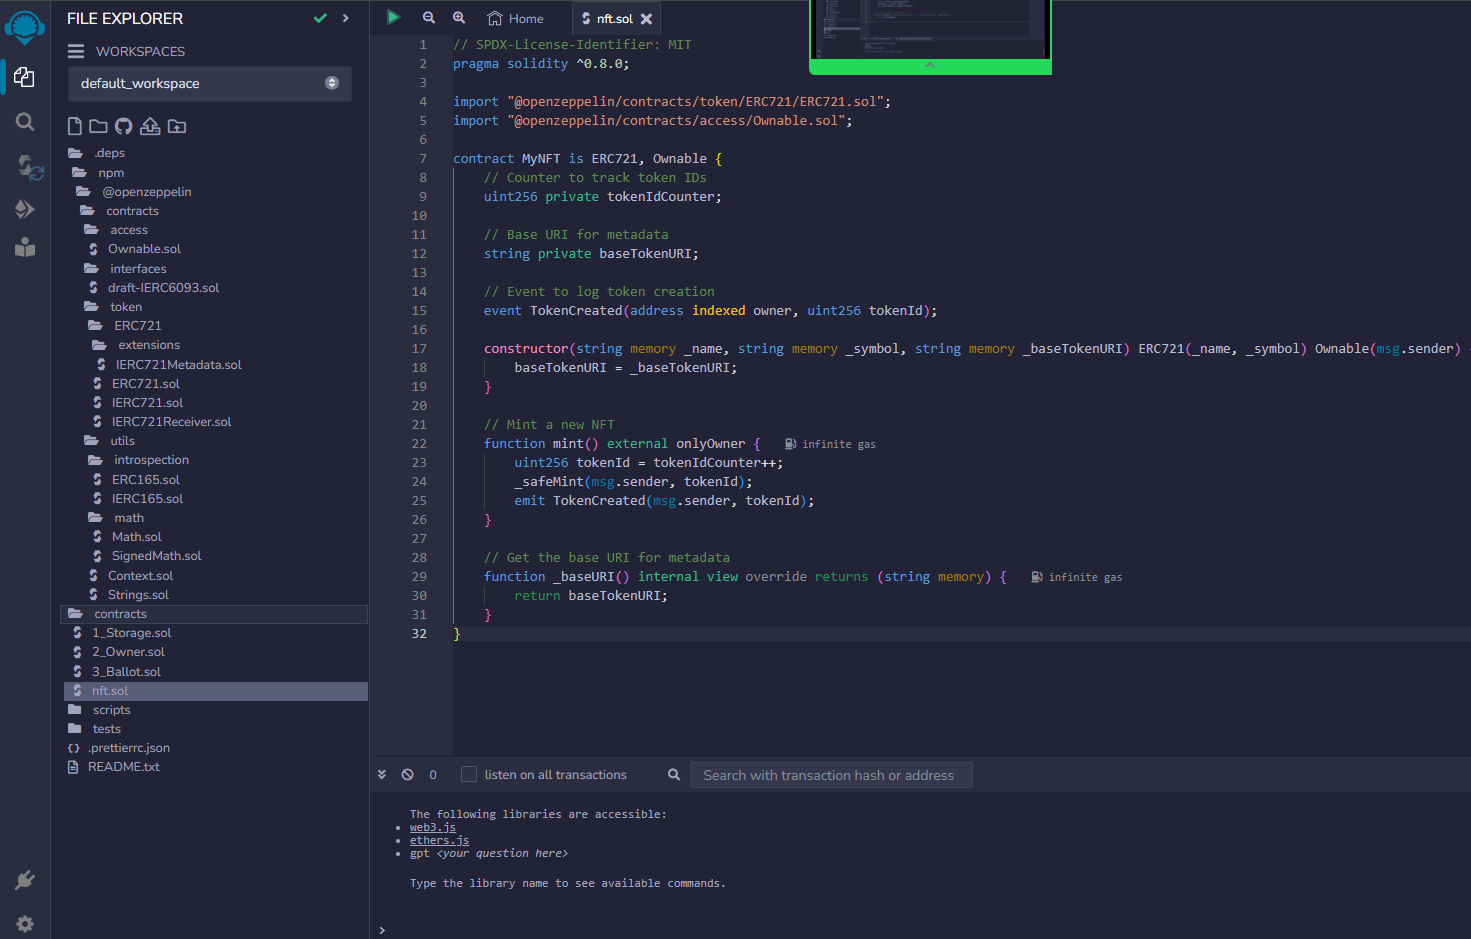 FILE EXPLORER
WORKSPACES
default_workspace
.deps
npm
@openzeppelin
contracts
access
Ownable.sol
interfaces
draft-IERC6093.sol
token
ERC721
extensions
IERC721Metadata.sol
ERC721.sol
IERC721.sol
IERC721Receiver.sol
utils
introspection
ERC165.sol
IERC165.sol
math
Math.sol
SignedMath.sol
Context.sol
Strings.sol
contracts
1_Storage.sol
2_Owner.sol
3_Ballot.sol
nft.sol
scripts
tests
.prettierrc.json
README.txt
Home
nft.sol
1 // SPDX-License-Identifier: MIT
2 pragma solidity ^0.8.0;
3
4 import "@openzeppelin/contracts/token/ERC721/ERC721.sol";
5 import "@openzeppelin/contracts/access/Ownable.sol";
6
7 contract MyNFT is ERC721, Ownable {
8 // Counter to track token IDs
9 uint256 private tokenIdCounter;
10
11 // Base URI for metadata
12 string private baseTokenURI;
13
14 // Event to log token creation
15 event TokenCreated(address indexed owner, uint256 tokenId);
16
17 constructor(string memory _name, string memory _symbol, string memory _baseTokenURI) ERC721(_name, _symbol) Ownable(msg.sender)
18 baseTokenURI = _baseTokenURI;
19 }
20
21 // Mint a new NFT
22 function mint() external onlyOwner { infinite gas
23 uint256 tokenId = tokenIdCounter++;
24 _safeMint(msg.sender, tokenId);
25 emit TokenCreated(msg.sender, tokenId);
26 }
27
28 // Get the base URI for metadata
29 function _baseURI() internal view override returns (string memory) { infinite gas
30 return baseTokenURI;
31 }
32 }
0 listen on all transactions Search with transaction hash or address
The following libraries are accessible:
• web3.js
• ethers.js
• gpt <your question here>
Type the library name to see available commands.
>